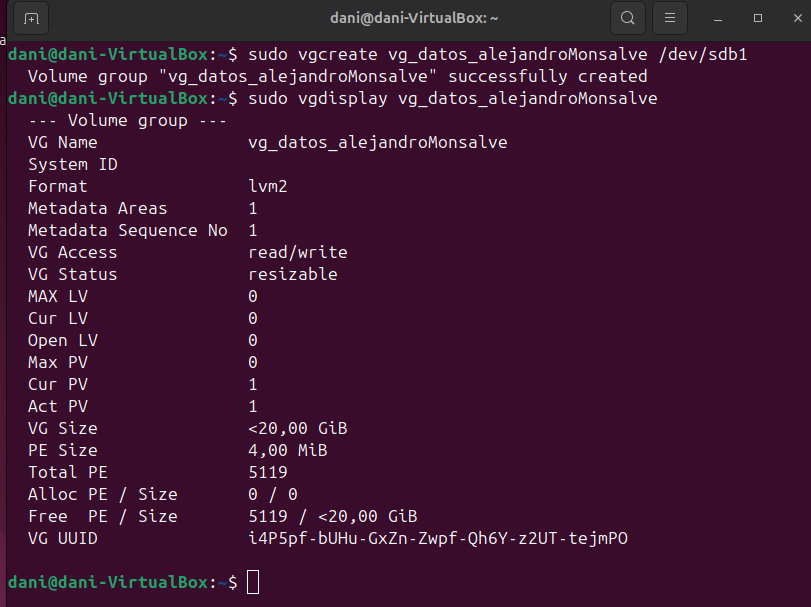 dani@dani-VirtualBox: ~
a
dani@dani-VirtualBox:~$ sudo vgcreate vg_datos_alejandroMonsalve /dev/sdb1
Volume group "vg_datos_alejandroMonsalve" successfully created
dani@dani-VirtualBox:~$ sudo vgdisplay vg_datos_alejandroMonsalve
--- Volume group ---
VG Name vg_datos_alejandroMonsalve
System ID
Format lvm2
Metadata Areas 1
Metadata Sequence No 1
VG Access read/write
VG Status resizable
MAX LV 0
Cur LV 0
Open LV 0
Max PV 0
Cur PV 1
Act PV 1
VG Size <20,00 GiB
PE Size 4,00 MiB
Total PE 5119
Alloc PE / Size 0 / 0
Free  PE / Size 5119 / <20,00 GiB
VG UUID i4P5pf-bUHu-GxZn-Zwpf-Qh6Y-z2UT-tejmPO
dani@dani-VirtualBox:~$